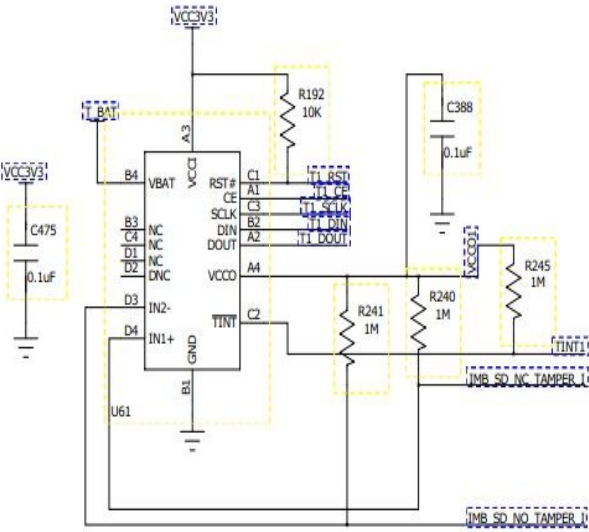 VCC3V3
R192
10K
T_BAT
A3
VCCI
C388
0.1uF
VCC3V3
C475
0.1uF
B4
VBAT
RST#
C1
T1_RST
CE
A1
T1_CE
SCLK
C3
T1_SCLK
B3
NC
DIN
B2
T1_DIN
C4
NC
DOUT
A2
T1_DOUT
D1
NC
D2
DNC
VCCO
A4
VCCO1
R245
1M
D3
IN2-
R241
1M
R240
1M
TINT
C2
D4
IN1+
GND
B1
TINT1
IMB_SD_NC_TAMPER_I
U61
IMB_SD_NO_TAMPER_I